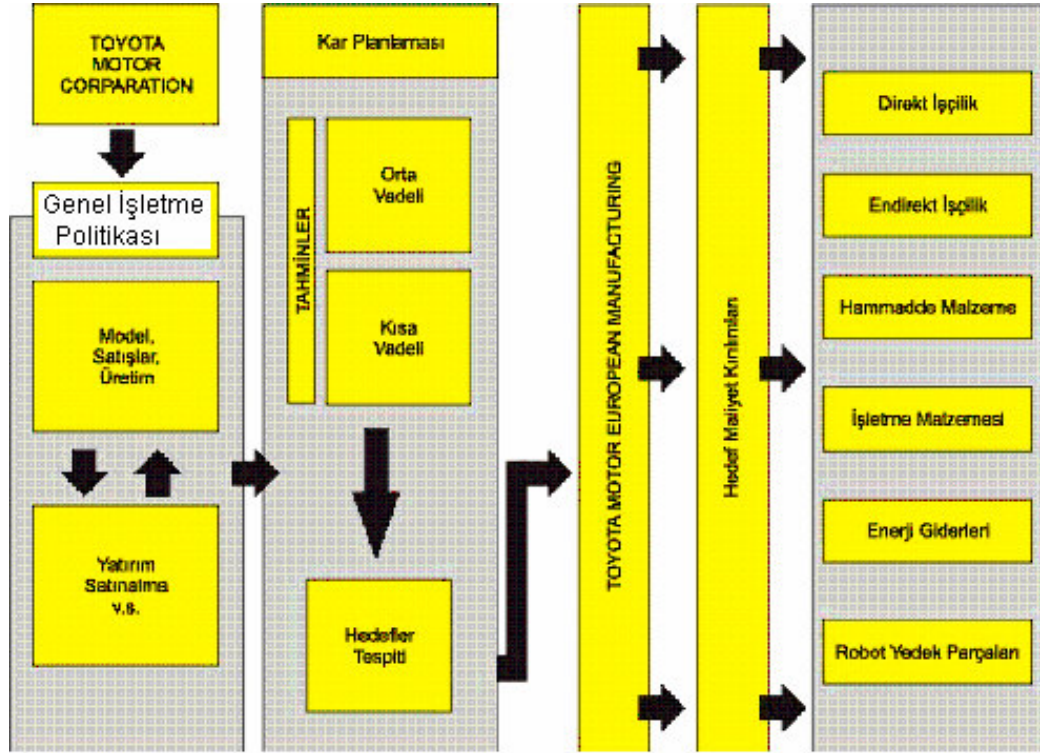 TOYOTA
MOTOR
CORPARATION
Genel İşletme
Politikası
Model,
Satışlar,
Üretim
Yatırım
Satınalma
v.s.
Kar Planlaması
TAHMİNLER
Orta
Vadeli
Kısa
Vadeli
Hedefler
Tespiti
TOYOTA MOTOR EUROPEAN MANUFACTURING
Hedef Maliyet Kırılımları
Direkt İşçilik
Endirekt İşçilik
Hammadde Malzeme
İşletme Malzemesi
Enerji Giderleri
Robot Yedek Parçaları